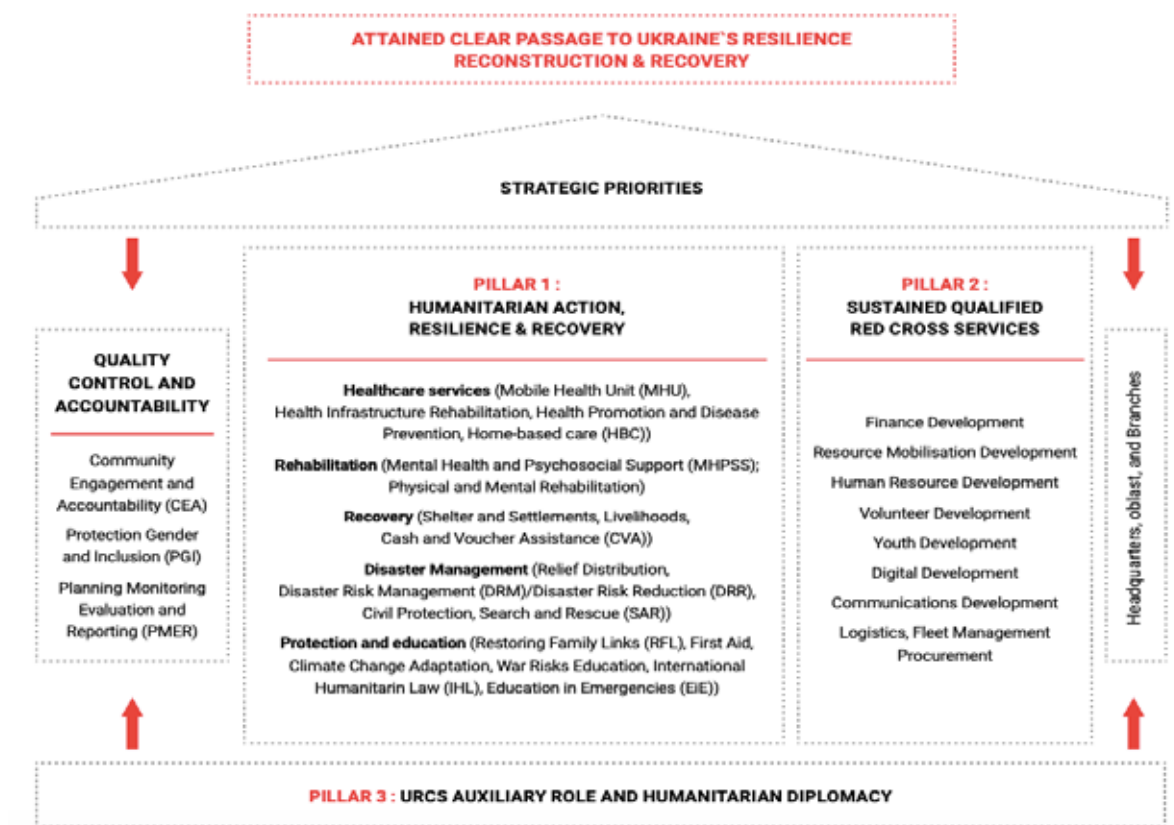 ATTAINED CLEAR PASSAGE TO UKRAINE`S RESILIENCE
RECONSTRUCTION & RECOVERY
STRATEGIC PRIORITIES
QUALITY
CONTROL AND
ACCOUNTABILITY
Community
Engagement and
Accountability (CEA)
Protection Gender
and Inclusion (PGI)
Planning Monitoring
Evaluation and
Reporting (PMER)
PILLAR 1 :
HUMANITARIAN ACTION,
RESILIENCE & RECOVERY
Healthcare services (Mobile Health Unit (MHU),
Health Infrastructure Rehabilitation, Health Promotion and Disease
Prevention, Home-based care (HBC))
Rehabilitation (Mental Health and Psychosocial Support (MHPSS);
Physical and Mental Rehabilitation)
Recovery (Shelter and Settlements, Livelihoods,
Cash and Voucher Assistance (CVA))
Disaster Management (Relief Distribution,
Disaster Risk Management (DRM)/Disaster Risk Reduction (DRR),
Civil Protection, Search and Rescue (SAR))
Protection and education (Restoring Family Links (RFL), First Aid,
Climate Change Adaptation, War Risks Education, International
Humanitarin Law (IHL), Education in Emergencies (EiE))
PILLAR 2 :
SUSTAINED QUALIFIED
RED CROSS SERVICES
Finance Development
Resource Mobilisation Development
Human Resource Development
Volunteer Development
Youth Development
Digital Development
Communications Development
Logistics, Fleet Management
Procurement
Headquarters, oblast, and Branches
PILLAR 3 : URCS AUXILIARY ROLE AND HUMANITARIAN DIPLOMACY